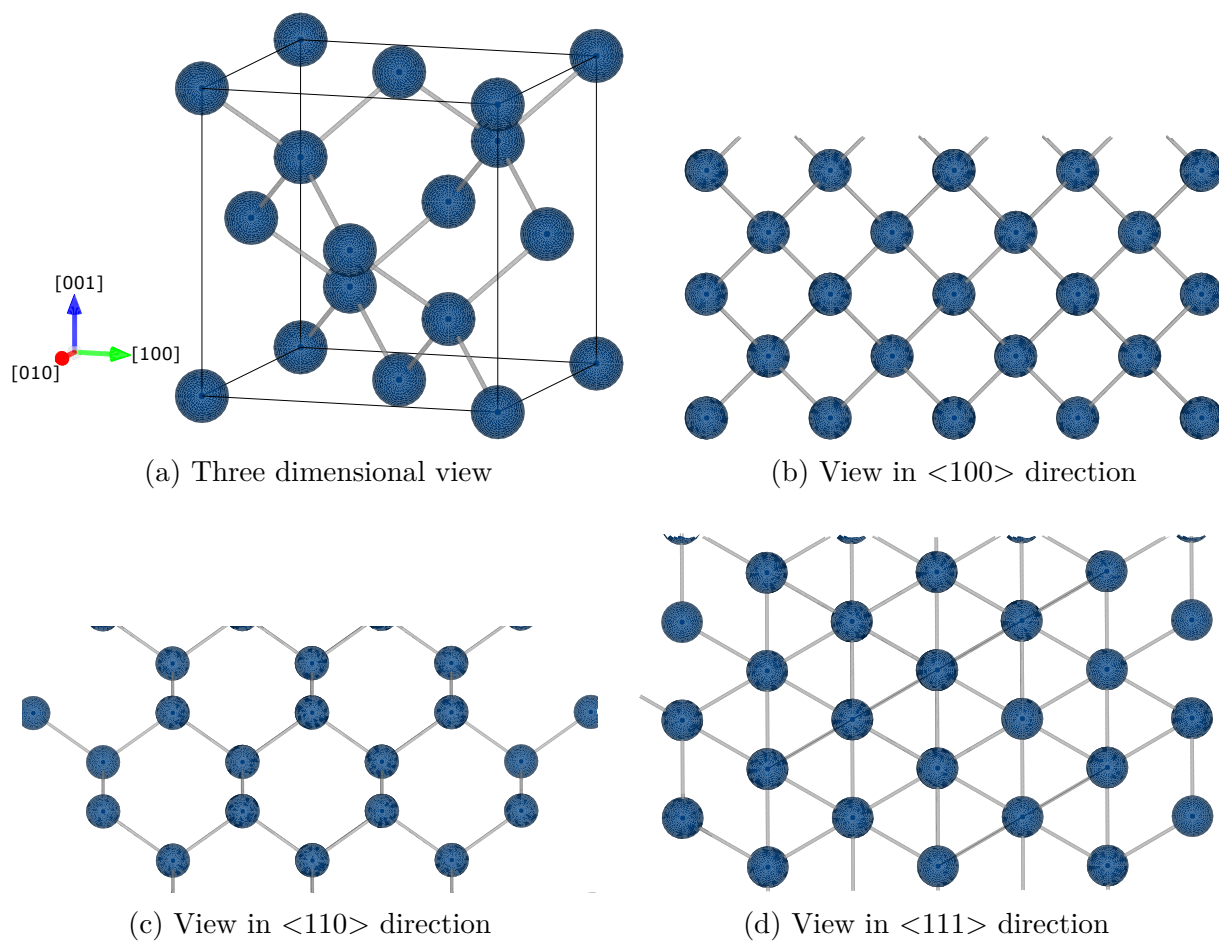 [001]
[100]
[010]
(a) Three dimensional view
(b) View in <100> direction
(c) View in <110> direction
(d) View in <111> direction